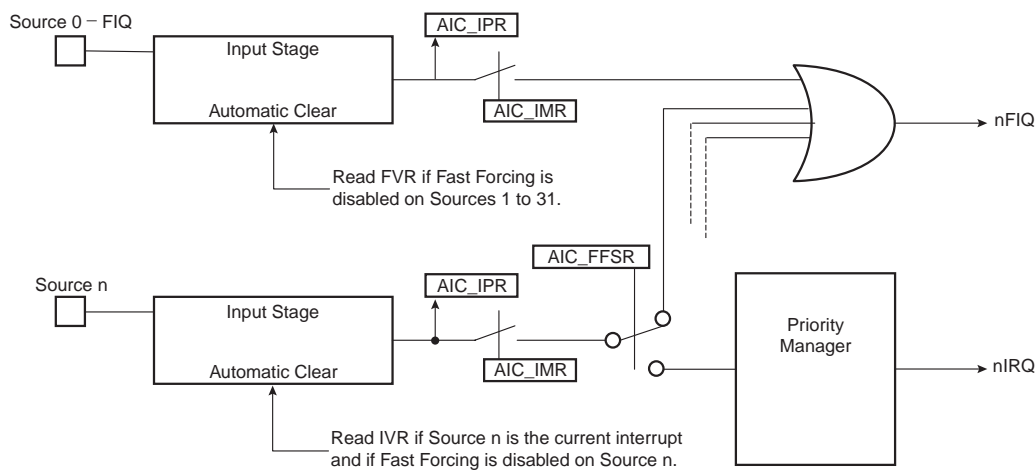 Source 0 – FIQ
AIC_IPR
Input Stage
Automatic Clear
AIC_IMR
nFIQ
Read FVR if Fast Forcing is
disabled on Sources 1 to 31.
AIC_FFSR
Source n
AIC_IPR
Input Stage
Priority
Manager
Automatic Clear
AIC_IMR
nIRQ
Read IVR if Source n is the current interrupt
and if Fast Forcing is disabled on Source n.